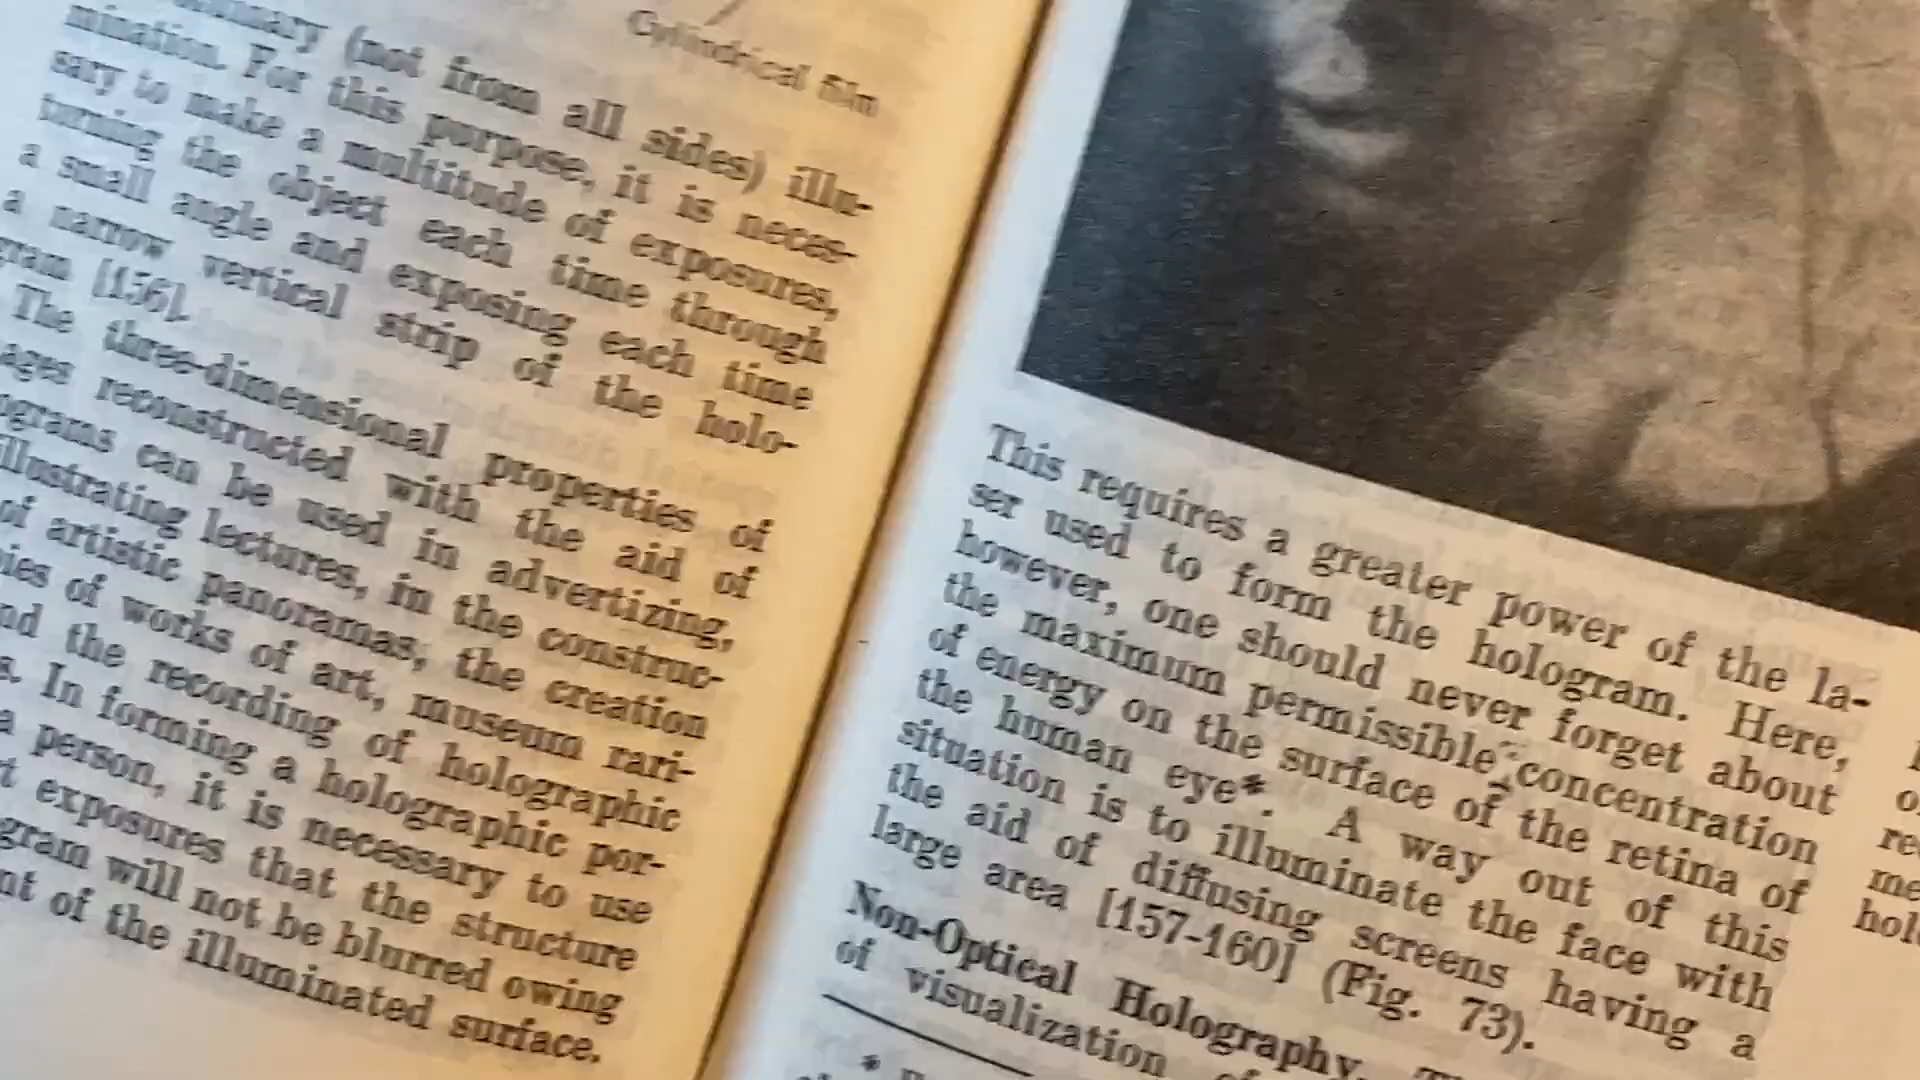 Cylindrical film
(not from all sides) illu-
mination. For this purpose, it is neces-
sary to make a multitude of exposures,
turning the object each time through
a small angle and exposing each time
a narrow vertical strip of the holo-
gram [156].
The three-dimensional properties of
ages reconstructed with the aid of
ograms can be used in advertizing,
illustrating lectures, in the construc-
of artistic panoramas, the creation
ies of works of art, museum rari-
nd the recording of holographic
s. In forming a holographic por-
a person, it is necessary to use
t exposures that the structure
gram will not be blurred owing
nt of the illuminated surface.
This requires a greater power of the la-
ser used to form the hologram. Here,
however, one should never forget about
the maximum permissible concentration
of energy on the surface of the retina of
the human eye*. A way out of this
situation is to illuminate the face with
the aid of diffusing screens having a
large area [157-160] (Fig. 73).
Non-Optical Holography.
of visualization
*
re
me
hol